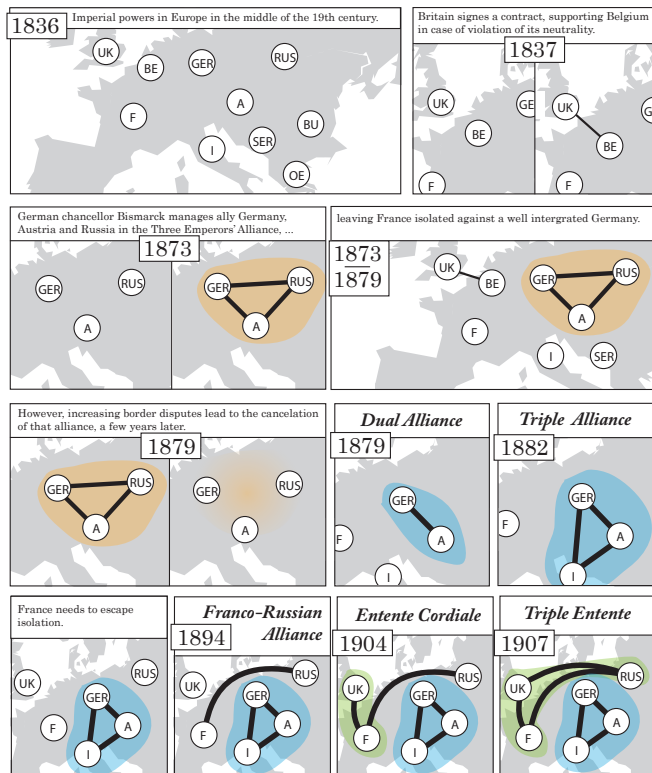 1836
Imperial powers in Europe in the middle of the 19th century.
UK
BE
GER
RUS
F
A
BU
SER
I
OE
Britain signs a contract, supporting Belgium
in case of violation of its neutrality.
1837
UK
GE
BE
F
UK
G
BE
F
German chancellor Bismarck manages ally Germany,
Austria and Russia in the Three Emperors' Alliance, ...
1873
GER
RUS
A
GER
RUS
A
leaving France isolated against a well intergrated Germany.
1873
1879
UK
BE
GER
RUS
F
A
I
SER
However, increasing border disputes lead to the cancelation
of that alliance, a few years later.
1879
GER
RUS
A
GER
RUS
A
Dual Alliance
1879
GER
F
A
I
Triple Alliance
1882
GER
F
A
I
France needs to escape
isolation.
UK
RUS
GER
F
A
I
Franco-Russian
Alliance
1894
UK
RUS
GER
F
A
I
Entente Cordiale
1904
UK
RUS
GER
F
A
I
Triple Entente
1907
UK
RUS
GER
F
A
I